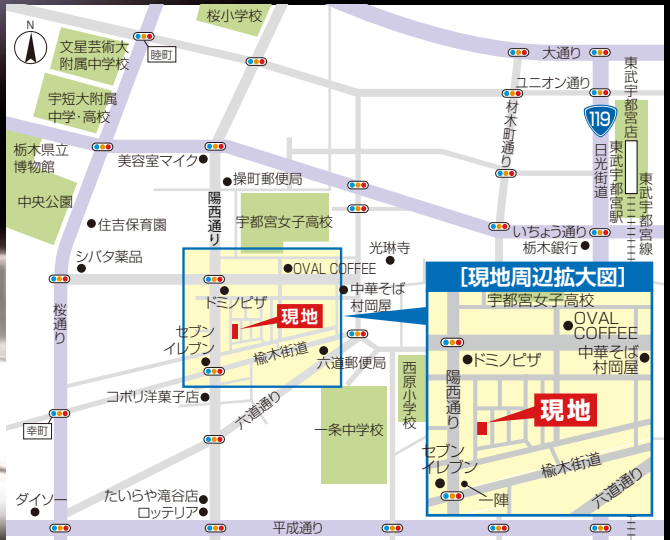 桜小学校
N
文星芸術大
附属中学校
睦町
大通り
ユニオン通り
宇短大附属
中学・高校
材木町通り
119
日光街道
東武宇都宮店
東武宇都宮駅
東武宇都宮線
栃木県立
博物館
美容室マイク
操町郵便局
中央公園
陽西通り
住吉保育園
宇都宮女子高校
いちょう通り
栃木銀行
光琳寺
シバタ薬品
OVAL COFFEE
ドミノピザ
中華そば
村岡屋
現地
桜通り
セブン
イレブン
楡木街道
六道郵便局
コボリ洋菓子店
六道通り
西原小学校
幸町
一条中学校
ダイソー
たいらや滝谷店
ロッテリア
平成通り
[現地周辺拡大図]
宇都宮女子高校
OVAL
COFFEE
ドミノピザ
中華そば
村岡屋
陽西通り
現地
セブン
イレブン
楡木街道
一陣
六道通り